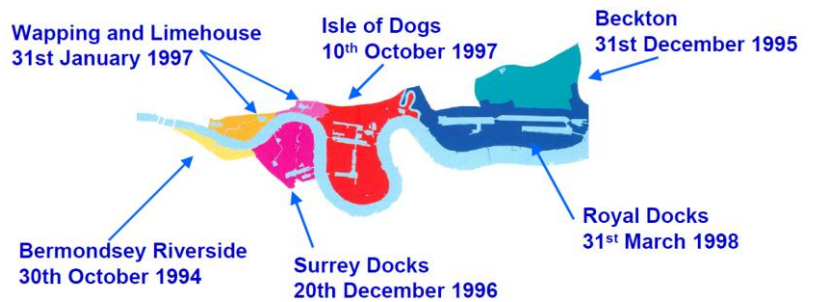 Wapping and Limehouse
31st January 1997
Isle of Dogs
10th October 1997
Beckton
31st December 1995
Bermondsey Riverside
30th October 1994
Surrey Docks
20th December 1996
Royal Docks
31st March 1998